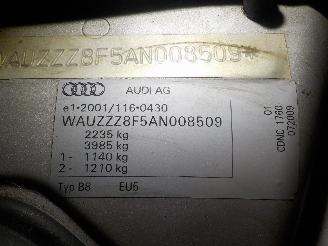 WAUZZZ8F5AN008509*
AUDI AG
e1*2001/116*0430
WAUZZZ8F5AN008509
2235 kg
3985 kg
1- 1140 kg
2- 1210 kg
Typ B8 EU5
01
CDNC 1760
072009